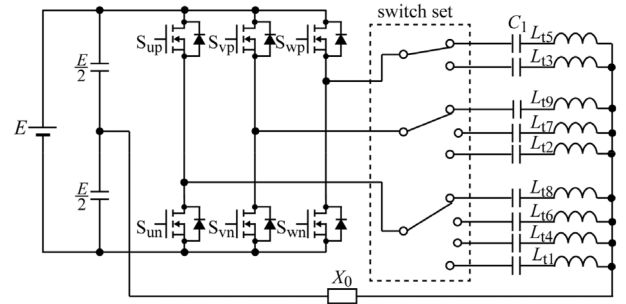 switch set
C1
Lt5
Sup
Svp
Swp
E/2
Lt3
Lt9
E
Lt7
Lt2
E/2
Lt8
Sun
Svn
Swn
Lt6
Lt4
Lt1
X0